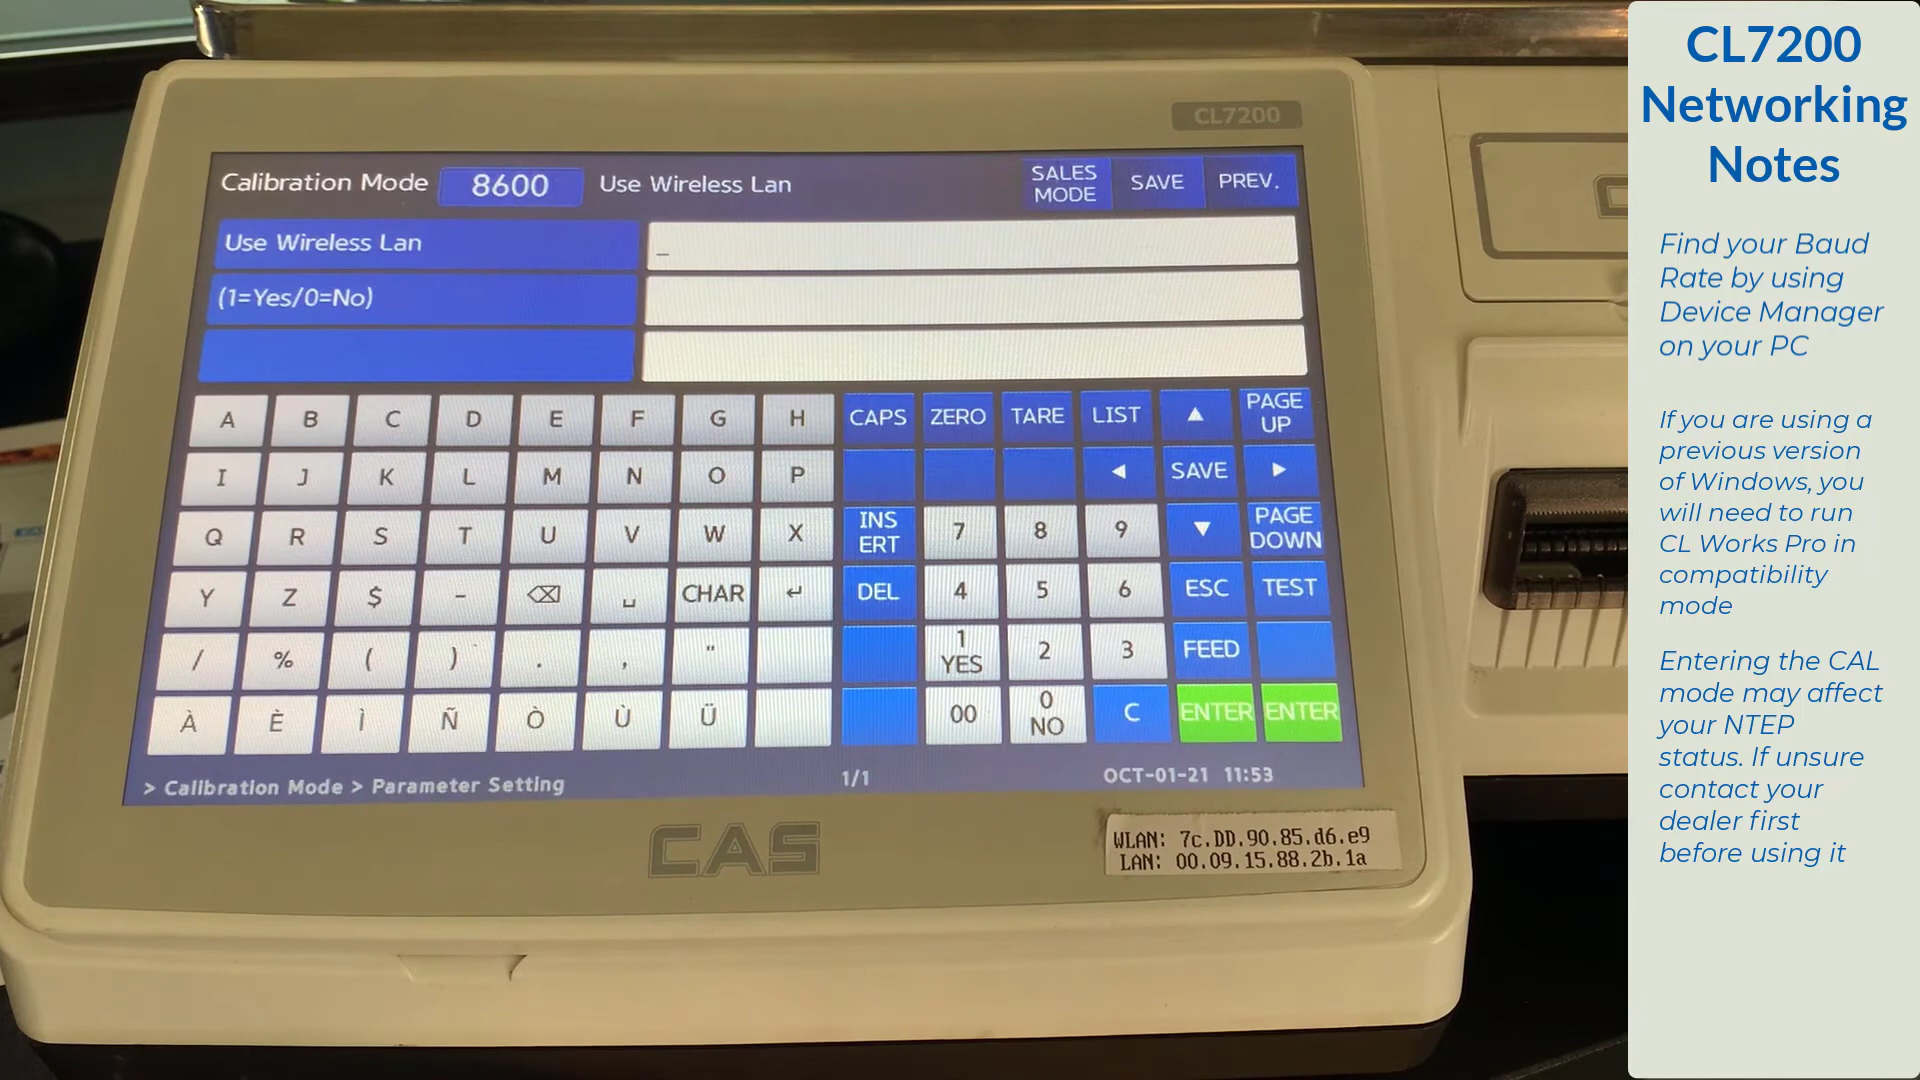 CL7200
Calibration Mode 8600 Use Wireless Lan SALES MODE SAVE PREV.
Use Wireless Lan _
(1=Yes/0=No)
A B C D E F G H CAPS ZERO TARE LIST ▲ PAGE UP
I J K L M N O P ◀ SAVE ▶
Q R S T U V W X INS ERT 7 8 9 ▼ PAGE DOWN
Y Z $ - ⌫ ␣ CHAR ↵ DEL 4 5 6 ESC TEST
/ % ( ) . , " 1 YES 2 3 FEED
À È Ì Ñ Ò Ù Ü 00 0 NO C ENTER ENTER
> Calibration Mode > Parameter Setting 1/1 OCT-01-21 11:53
CAS
WLAN: 7c.DD.90.85.d6.e9
LAN: 00.09.15.88.2b.1a
CL7200
Networking
Notes
Find your Baud
Rate by using
Device Manager
on your PC
If you are using a
previous version
of Windows, you
will need to run
CL Works Pro in
compatibility
mode
Entering the CAL
mode may affect
your NTEP
status. If unsure
contact your
dealer first
before using it